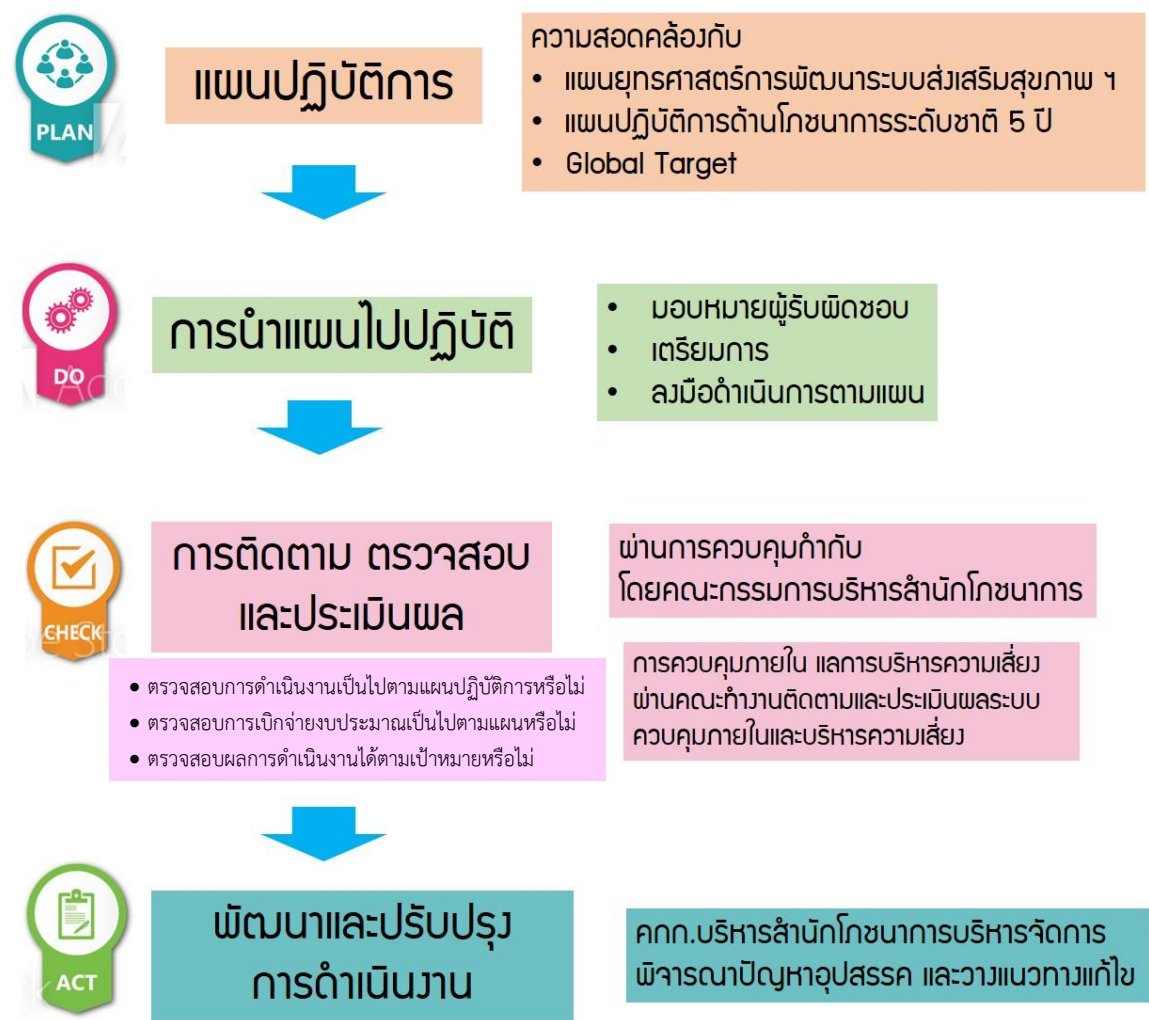 PLAN
แผนปฏิบัติการ
ความสอดคล้องกับ
• แผนยุทธศาสตร์การพัฒนาระบบส่งเสริมสุขภาพ ฯ
• แผนปฏิบัติการด้านโภชนาการระดับชาติ 5 ปี
• Global Target
DO
การนำแผนไปปฏิบัติ
• มอบหมายผู้รับผิดชอบ
• เตรียมการ
• ลงมือดำเนินการตามแผน
CHECK
การติดตาม ตรวจสอบ
และประเมินผล
ผ่านการควบคุมกำกับ
โดยคณะกรรมการบริหารสำนักโภชนาการ
• ตรวจสอบการดำเนินงานเป็นไปตามแผนปฏิบัติการหรือไม่
• ตรวจสอบการเบิกจ่ายงบประมาณเป็นไปตามแผนหรือไม่
• ตรวจสอบผลการดำเนินงานได้ตามเป้าหมายหรือไม่
การควบคุมภายใน แลการบริหารความเสี่ยง
ผ่านคณะทำงานติดตามและประเมินผลระบบ
ควบคุมภายในและบริหารความเสี่ยง
ACT
พัฒนาและปรับปรุง
การดำเนินงาน
คกก.บริหารสำนักโภชนาการบริหารจัดการ
พิจารณาปัญหาอุปสรรค และวางแนวทางแก้ไข